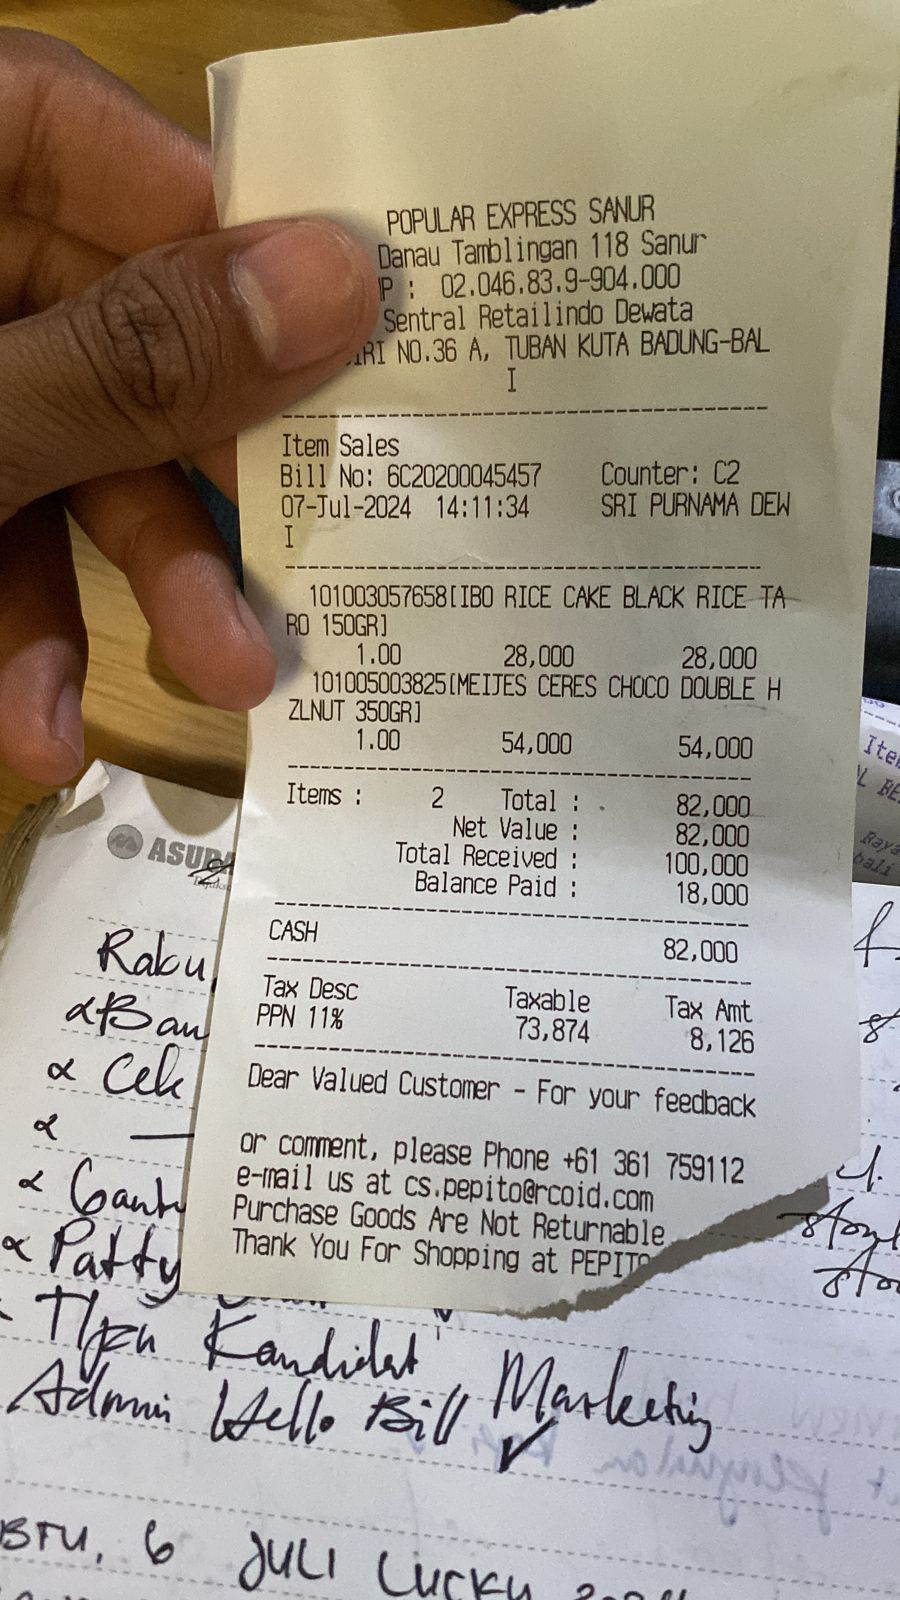 POPULAR EXPRESS SANUR
Danau Tamblingan 118 Sanur
P : 02.046.83.9-904.000
Sentral Retailindo Dewata
IRI NO.36 A, TUBAN KUTA BADUNG-BAL
I
Item Sales
Bill No: 6C20200045457 Counter: C2
07-Jul-2024 14:11:34 SRI PURNAMA DEW
I
101003057658[IBO RICE CAKE BLACK RICE TA
RO 150GR]
1.00 28,000 28,000
101005003825[MEIJES CERES CHOCO DOUBLE H
ZLNUT 350GR]
1.00 54,000 54,000
Items : 2 Total : 82,000
Net Value : 82,000
Total Received : 100,000
Balance Paid : 18,000
CASH 82,000
Tax Desc Taxable Tax Amt
PPN 11% 73,874 8,126
Dear Valued Customer - For your feedback
or comment, please Phone +61 361 759112
e-mail us at cs.pepito@rcoid.com
Purchase Goods Are Not Returnable
Thank You For Shopping at PEPITO
Rabu,
Cek
Patty
Kandidat
Admin Hello Bill Marketing
6 JULI